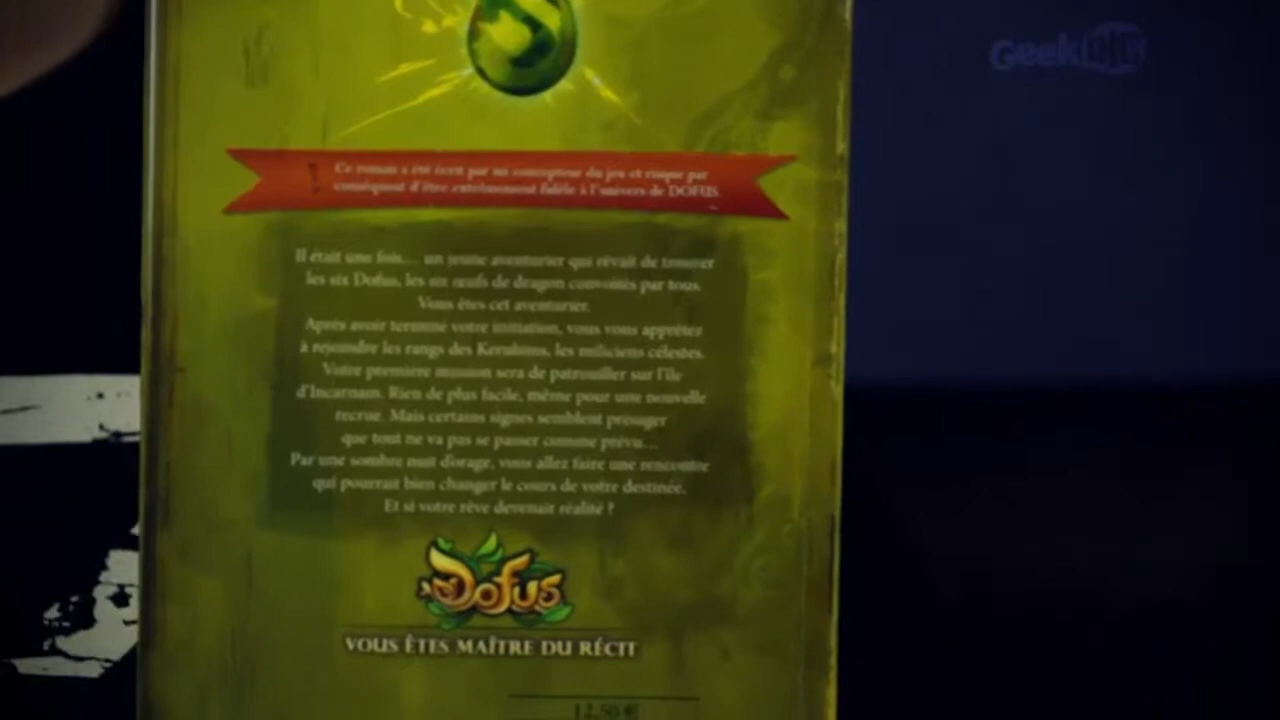 Geek
! Ce roman a été écrit par un concepteur du jeu et risque par
conséquent d'être extrêmement fidèle à l'univers de DOFUS.
Il était une fois... un jeune aventurier qui rêvait de trouver
les six Dofus, les six œufs de dragon convoités par tous.
Vous êtes cet aventurier.
Après avoir terminé votre initiation, vous vous apprêtez
à rejoindre les rangs des Kerubims, les miliciens célestes.
Votre première mission sera de patrouiller sur l'île
d'Incarnam. Rien de plus facile, même pour une nouvelle
recrue. Mais certains signes semblent présager
que tout ne va pas se passer comme prévu...
Par une sombre nuit d'orage, vous allez faire une rencontre
qui pourrait bien changer le cours de votre destinée.
Et si votre rêve devenait réalité ?
Dofus
VOUS ÊTES MAÎTRE DU RÉCIT
12,50 €